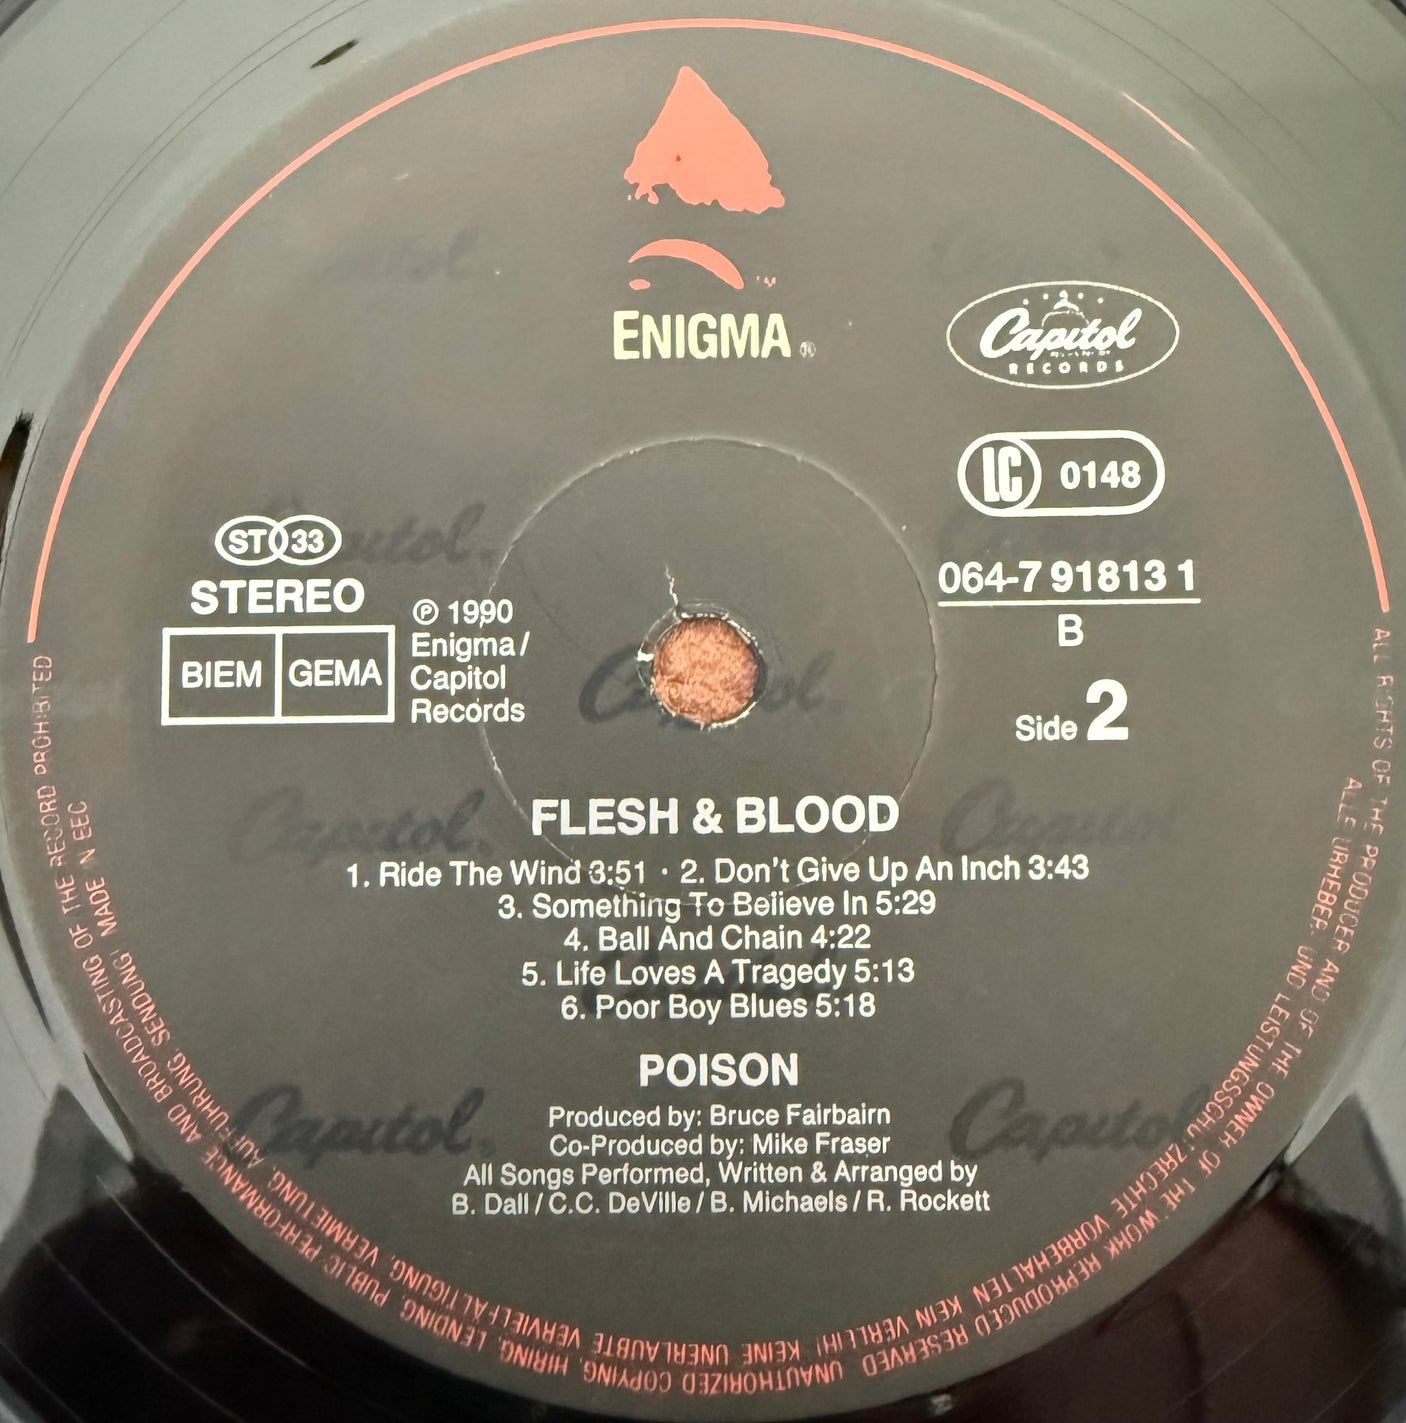 ENIGMA ®
Capitol
RECORDS
LC 0148
ST 33
STEREO
BIEM GEMA
℗ 1990
Enigma/
Capitol
Records
064-7 91813 1
B
Side 2
FLESH & BLOOD
1. Ride The Wind 3:51 · 2. Don't Give Up An Inch 3:43
3. Something To Believe In 5:29
4. Ball And Chain 4:22
5. Life Loves A Tragedy 5:13
6. Poor Boy Blues 5:18
POISON
Produced by: Bruce Fairbairn
Co-Produced by: Mike Fraser
All Songs Performed, Written & Arranged by
B. Dall / C.C. DeVille / B. Michaels / R. Rockett
ALL RIGHTS OF THE PRODUCER AND OF THE OWNER OF THE WORK REPRODUCED RESERVED UNAUTHORIZED COPYING, HIRING, LENDING, PUBLIC PERFORMANCE AND BROADCASTING OF THE RECORD PROHIBITED
ALLE URHEBER- UND LEISTUNGSSCHUTZRECHTE VORBEHALTEN KEIN VERLEIH! KEINE UNERLAUBTE VERVIELFÄLTIGUNG, VERMIETUNG, AUFFÜHRUNG, SENDUNG! MADE IN EEC
Capitol
Capitol
Capitol
Capitol
Capitol
Capitol